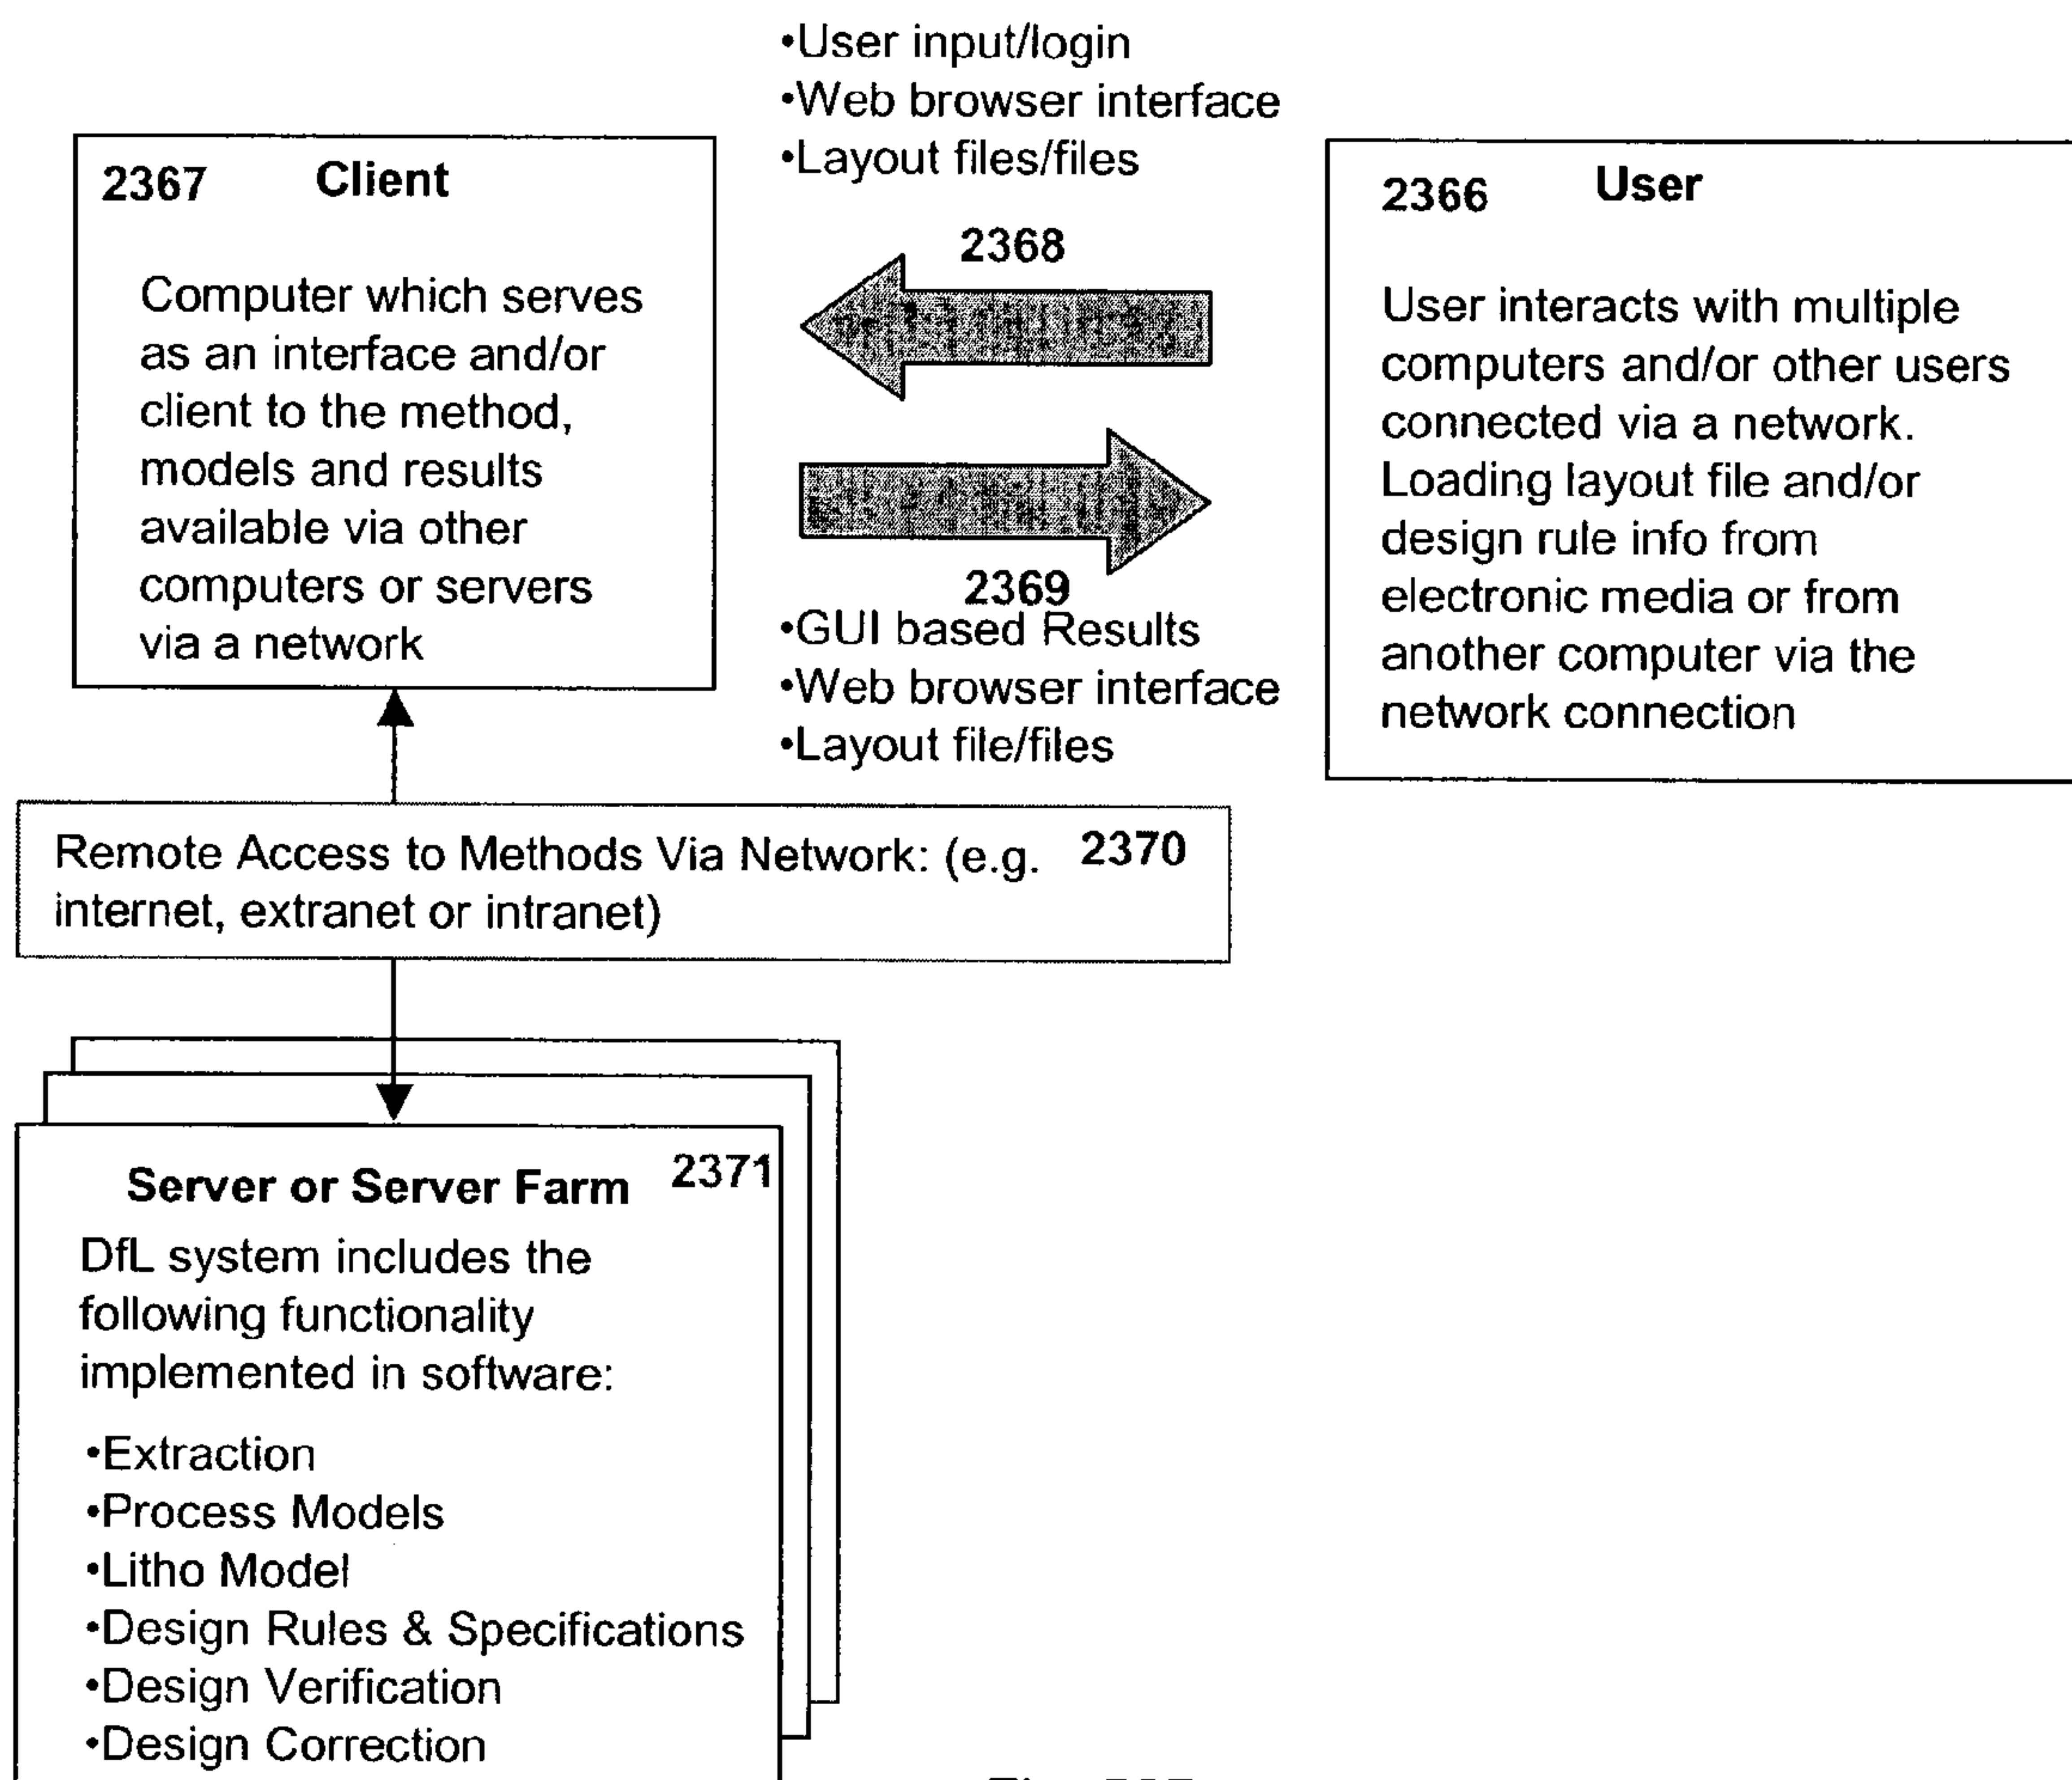 •User input/login
•Web browser interface
•Layout files/files
2367 Client
Computer which serves
as an interface and/or
client to the method,
models and results
available via other
computers or servers
via a network
2368
2369
•GUI based Results
•Web browser interface
•Layout file/files
2366 User
User interacts with multiple
computers and/or other users
connected via a network.
Loading layout file and/or
design rule info from
electronic media or from
another computer via the
network connection
Remote Access to Methods Via Network: (e.g. 2370
internet, extranet or intranet)
Server or Server Farm 2371
DfL system includes the
following functionality
implemented in software:
•Extraction
•Process Models
•Litho Model
•Design Rules & Specifications
•Design Verification
•Design Correction